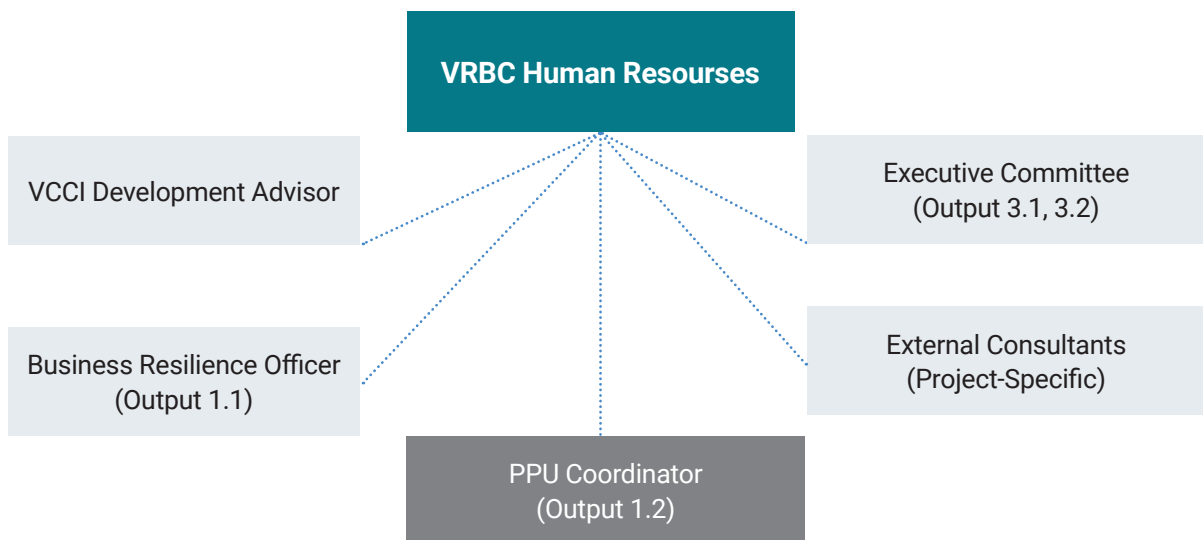 VRBC Human Resourses
VCCI Development Advisor
Executive Committee
(Output 3.1, 3.2)
Business Resilience Officer
(Output 1.1)
External Consultants
(Project-Specific)
PPU Coordinator
(Output 1.2)